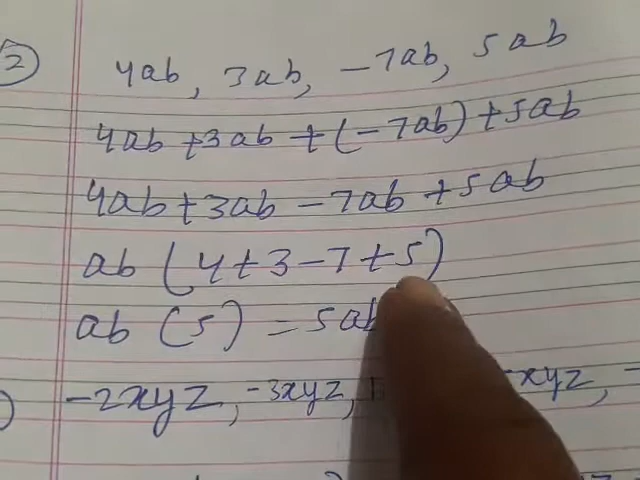 2) 4ab, 3ab, -7ab, 5ab
4ab+3ab+(-7ab)+5ab
4ab+3ab-7ab+5ab
ab(4+3-7+5)
ab(5)=5ab
) -2xyz, -3xyz, -xyz, -